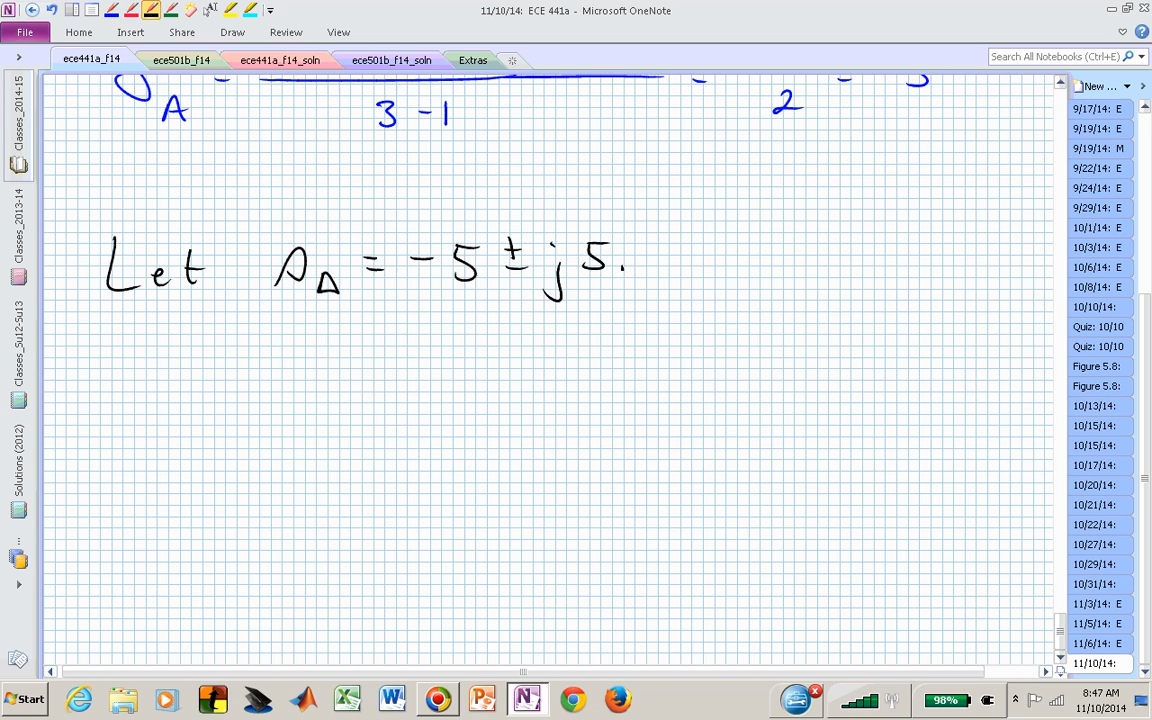 11/10/14: ECE 441a - Microsoft OneNote
File Home Insert Share Draw Review View
ece441a_f14 ece501b_f14 ece441a_f14_soln ece501b_f14_soln Extras
Search All Notebooks (Ctrl+E)
Classes_2014-15
Classes_2013-14
Classes_Su12-Su13
Solutions (2012)
A
3 - 1
2
Let s_Δ = -5 ± j5.
New ...
9/17/14: E
9/19/14: E
9/19/14: M
9/22/14: E
9/24/14: E
9/29/14: E
10/1/14: E
10/3/14: E
10/6/14: E
10/8/14: E
10/10/14:
Quiz: 10/10
Quiz: 10/10
Figure 5.8:
Figure 5.8:
10/13/14:
10/15/14:
10/15/14:
10/17/14:
10/20/14:
10/21/14:
10/22/14:
10/27/14:
10/29/14:
10/31/14:
11/3/14: E
11/5/14: E
11/6/14: E
11/10/14:
Start
98%
8:47 AM
11/10/2014